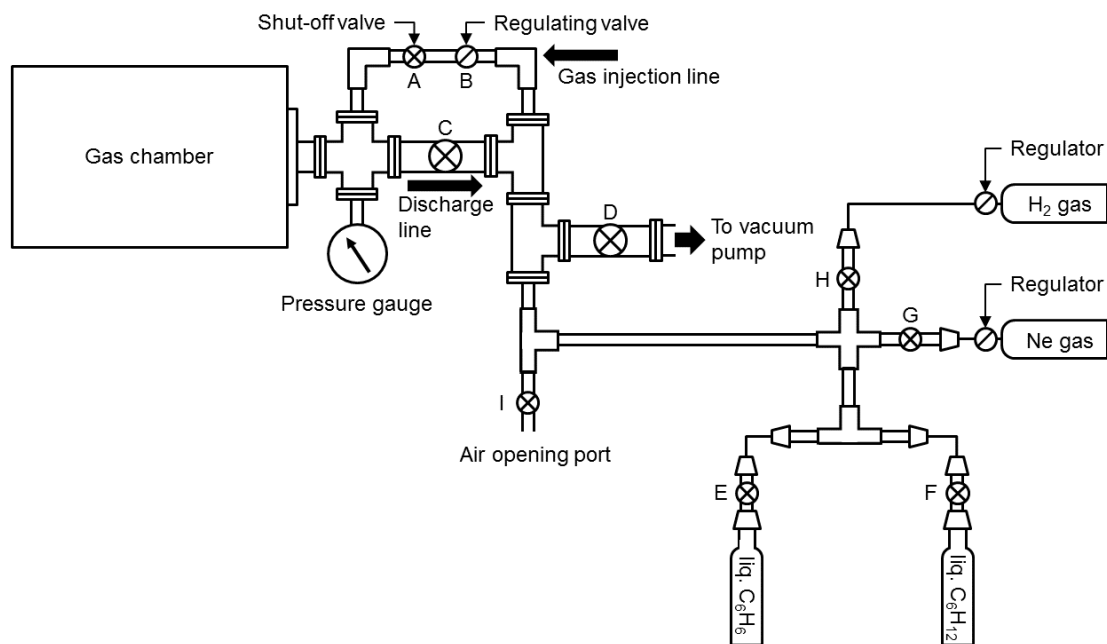 Shut-off valve
Regulating valve
A
B
Gas injection line
Gas chamber
C
Discharge
line
D
To vacuum
pump
Pressure gauge
Regulator
H₂ gas
H
Regulator
G
Ne gas
I
Air opening port
E
F
liq. C₆H₆
liq. C₆H₁₂